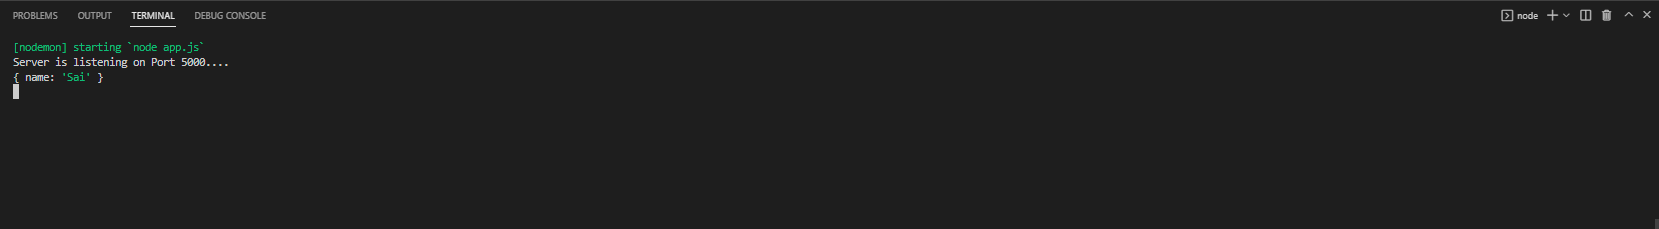 PROBLEMS OUTPUT TERMINAL DEBUG CONSOLE node
[nodemon] starting `node app.js`
Server is listening on Port 5000....
{ name: 'Sai' }